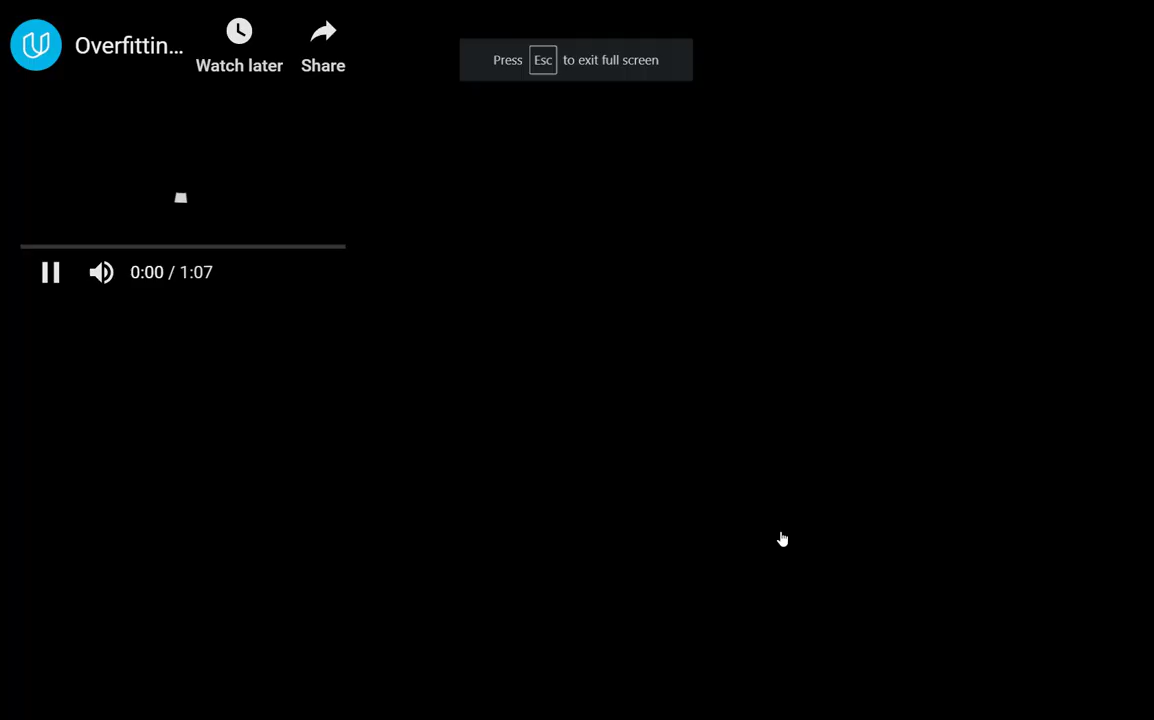 Overfittin...
Watch later
Share
Press Esc to exit full screen
0:00 / 1:07